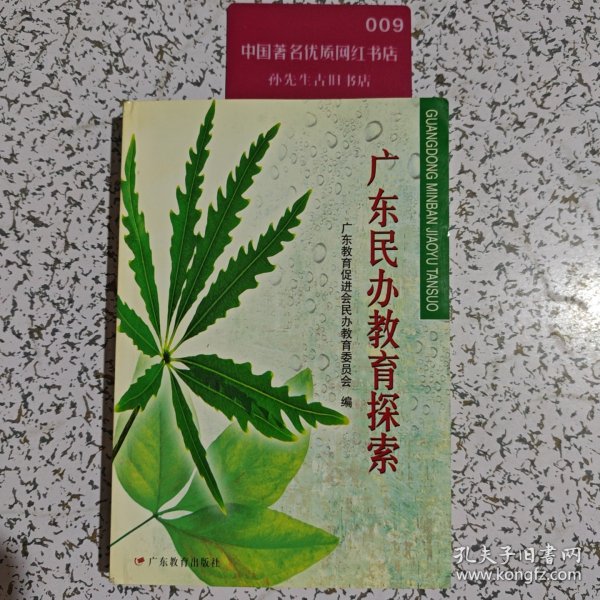 009
中国著名优质网红书店
孙先生古旧书店
GUANGDONG MINBAN JIAOYU TANSUO
广东民办教育探索
广东教育促进会民办教育委员会 编
广东教育出版社
孔夫子旧书网
www.kongfz.com